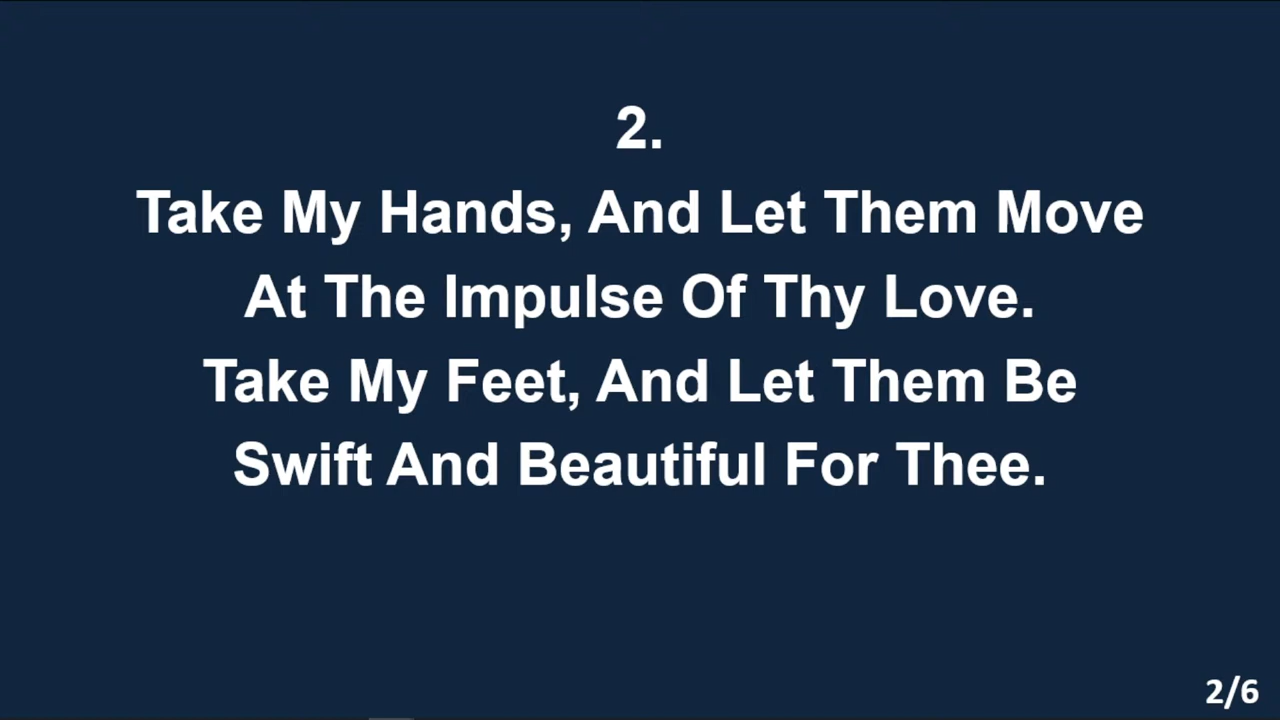 2.
Take My Hands, And Let Them Move
At The Impulse Of Thy Love.
Take My Feet, And Let Them Be
Swift And Beautiful For Thee.
2/6